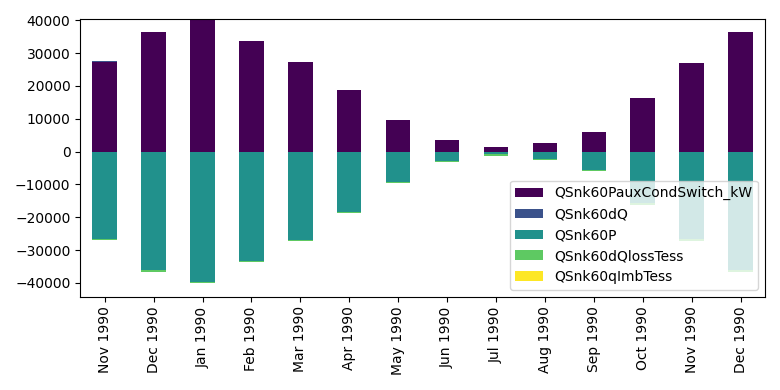 40000
30000
20000
10000
0
−10000
−20000
−30000
−40000
QSnk60PauxCondSwitch_kW
QSnk60dQ
QSnk60P
QSnk60dQlossTess
QSnk60qImbTess
Nov 1990
Dec 1990
Jan 1990
Feb 1990
Mar 1990
Apr 1990
May 1990
Jun 1990
Jul 1990
Aug 1990
Sep 1990
Oct 1990
Nov 1990
Dec 1990